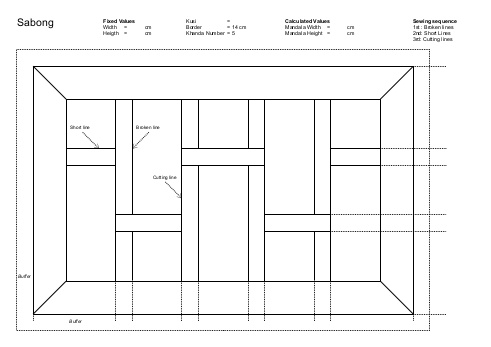 Sabong
Fixed Values
Width = cm
Heigth = cm
Kusi =
Border = 14 cm
Khanda Number = 5
Calculated Values
Mandala Width = cm
Mandala Height = cm
Sewing sequence
1st : Broken lines
2nd: Short Lines
3rd: Cutting lines
Short line
Broken line
Cutting line
Buffer
Buffer